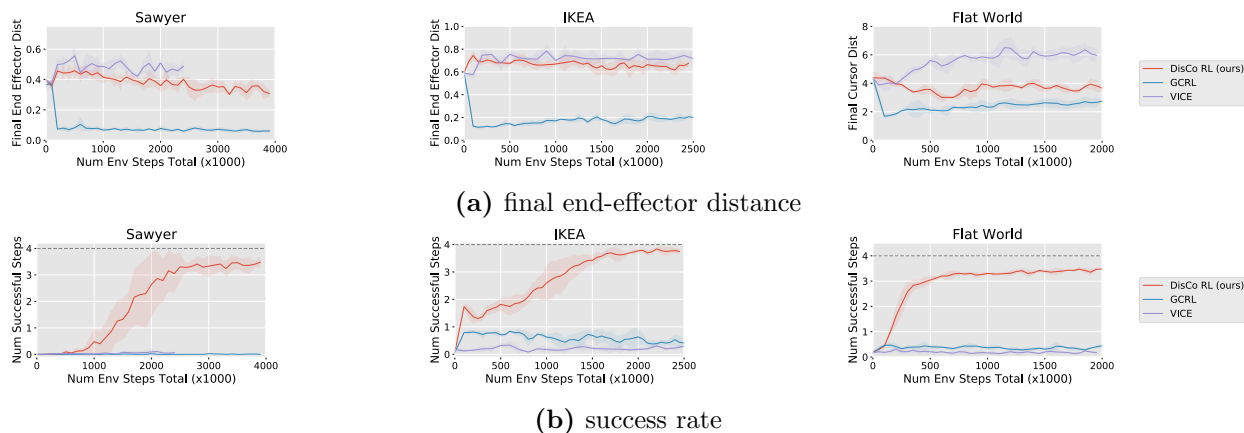 Sawyer
Final End Effector Dist
0.6
0.4
0.2
0.0
0 1000 2000 3000 4000
Num Env Steps Total (x1000)
IKEA
Final End Effector Dist
1.0
0.8
0.6
0.4
0.2
0.0
0 500 1000 1500 2000 2500
Num Env Steps Total (x1000)
Flat World
Final Cursor Dist
8
6
4
2
0
0 500 1000 1500 2000
Num Env Steps Total (x1000)
DisCo RL (ours)
GCRL
VICE
(a) final end-effector distance
Sawyer
Num Successful Steps
4
3
2
1
0
0 1000 2000 3000 4000
Num Env Steps Total (x1000)
IKEA
Num Successful Steps
4
3
2
1
0
0 500 1000 1500 2000 2500
Num Env Steps Total (x1000)
Flat World
Num Successful Steps
5
4
3
2
1
0
0 500 1000 1500 2000
Num Env Steps Total (x1000)
DisCo RL (ours)
GCRL
VICE
(b) success rate